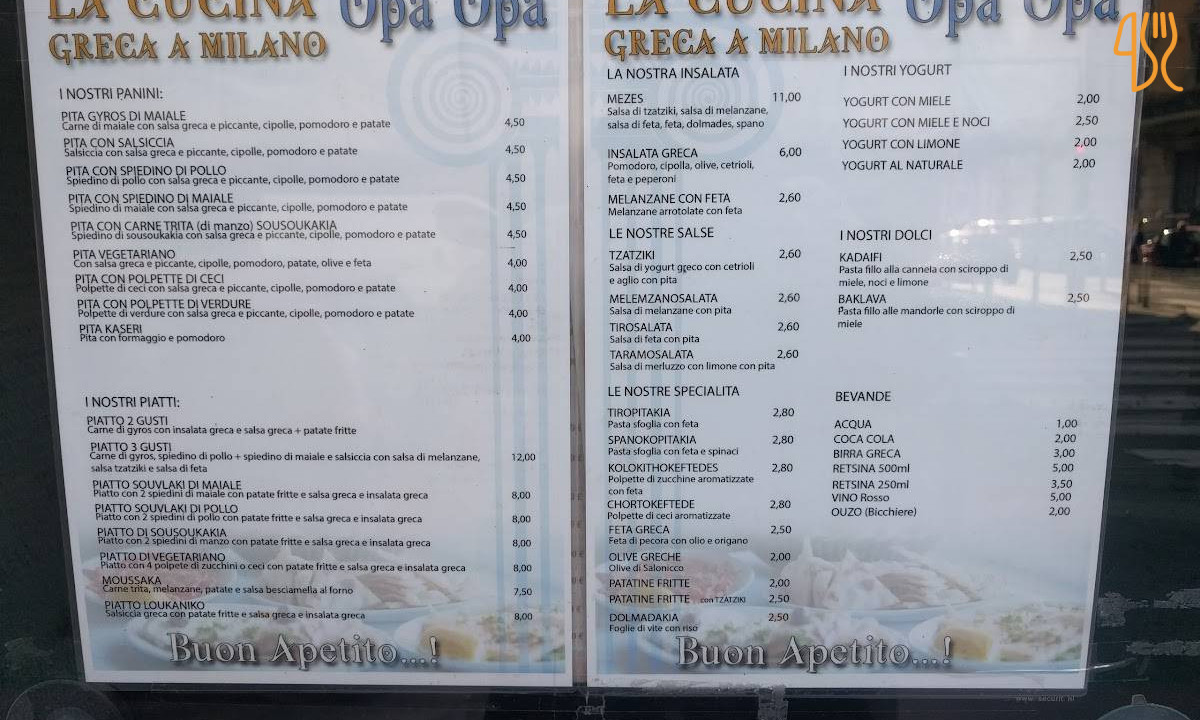 LA CUCINA Opa Opa
GRECA A MILANO
I NOSTRI PANINI:
PITA GYROS DI MAIALE
Carne di maiale con salsa greca e piccante, cipolle, pomodoro e patate 4,50
PITA CON SALSICCIA
Salsiccia con salsa greca e piccante, cipolle, pomodoro e patate 4,50
PITA CON SPIEDINO DI POLLO
Spiedino di pollo con salsa greca e piccante, cipolle, pomodoro e patate 4,50
PITA CON SPIEDINO DI MAIALE
Spiedino di maiale con salsa greca e piccante, cipolle, pomodoro e patate 4,50
PITA CON CARNE TRITA (di manzo) SOUSOUKAKIA
Spiedino di sousoukakia con salsa greca e piccante, cipolle, pomodoro e patate 4,50
PITA VEGETARIANO
Con salsa greca e piccante, cipolle, pomodoro, patate, olive e feta 4,00
PITA CON POLPETTE DI CECI
Polpette di ceci con salsa greca e piccante, cipolle, pomodoro e patate 4,00
PITA CON POLPETTE DI VERDURE
Polpette di verdure con salsa greca e piccante, cipolle, pomodoro e patate 4,00
PITA KASERI
Pita con formaggio e pomodoro 4,00
I NOSTRI PIATTI:
PIATTO 2 GUSTI
Carne di gyros con insalata greca e salsa greca + patate fritte
PIATTO 3 GUSTI
Carne di gyros, spiedino di pollo + spiedino di maiale e salsiccia con salsa di melanzane, 12,00
salsa tzatziki e salsa di feta
PIATTO SOUVLAKI DI MAIALE
Piatto con 2 spiedini di maiale con patate fritte e salsa greca e insalata greca 8,00
PIATTO SOUVLAKI DI POLLO
Piatto con 2 spiedini di pollo con patate fritte e salsa greca e insalata greca 8,00
PIATTO DI SOUSOUKAKIA
Piatto con 2 spiedini di manzo con patate fritte e salsa greca e insalata greca 8,00
PIATTO DI VEGETARIANO
Piatto con 4 polpete di zucchini o ceci con patate fritte e salsa greca e insalata greca 8,00
MOUSSAKA
Carne trita, melanzane, patate e salsa besciamella al forno 7,50
PIATTO LOUKANIKO
Salsiccia greca con patate fritte e salsa greca e insalata greca 8,00
Buon Apetito...!
LA CUCINA Opa Opa
GRECA A MILANO
LA NOSTRA INSALATA
MEZES 11,00
Salsa di tzatziki, salsa di melanzane,
salsa di feta, feta, dolmades, spano
INSALATA GRECA 6,00
Pomodoro, cipolla, olive, cetrioli,
feta e peperoni
MELANZANE CON FETA 2,60
Melanzane arrotolate con feta
LE NOSTRE SALSE
TZATZIKI 2,60
Salsa di yogurt greco con cetrioli
e aglio con pita
MELEMZANOSALATA 2,60
Salsa di melanzane con pita
TIROSALATA 2,60
Salsa di feta con pita
TARAMOSALATA 2,60
Salsa di merluzzo con limone con pita
LE NOSTRE SPECIALITA
TIROPITAKIA 2,80
Pasta sfoglia con feta
SPANOKOPITAKIA 2,80
Pasta sfoglia con feta e spinaci
KOLOKITHOKEFTEDES 2,80
Polpette di zucchine aromatizzate
con feta
CHORTOKEFTEDE 2,80
Polpette di ceci aromatizzate
FETA GRECA 2,50
Feta di pecora con olio e origano
OLIVE GRECHE 2,00
Olive di Salonicco
PATATINE FRITTE 2,00
PATATINE FRITTE con TZATZIKI 2,50
DOLMADAKIA 2,50
Foglie di vite con riso
I NOSTRI YOGURT
YOGURT CON MIELE 2,00
YOGURT CON MIELE E NOCI 2,50
YOGURT CON LIMONE 2,00
YOGURT AL NATURALE 2,00
I NOSTRI DOLCI
KADAIFI 2,50
Pasta fillo alla cannela con sciroppo di
miele, noci e limone
BAKLAVA 2,50
Pasta fillo alle mandorle con sciroppo di
miele
BEVANDE
ACQUA 1,00
COCA COLA 2,00
BIRRA GRECA 3,00
RETSINA 500ml 5,00
RETSINA 250ml 3,50
VINO Rosso 5,00
OUZO (Bicchiere) 2,00
Buon Apetito...!